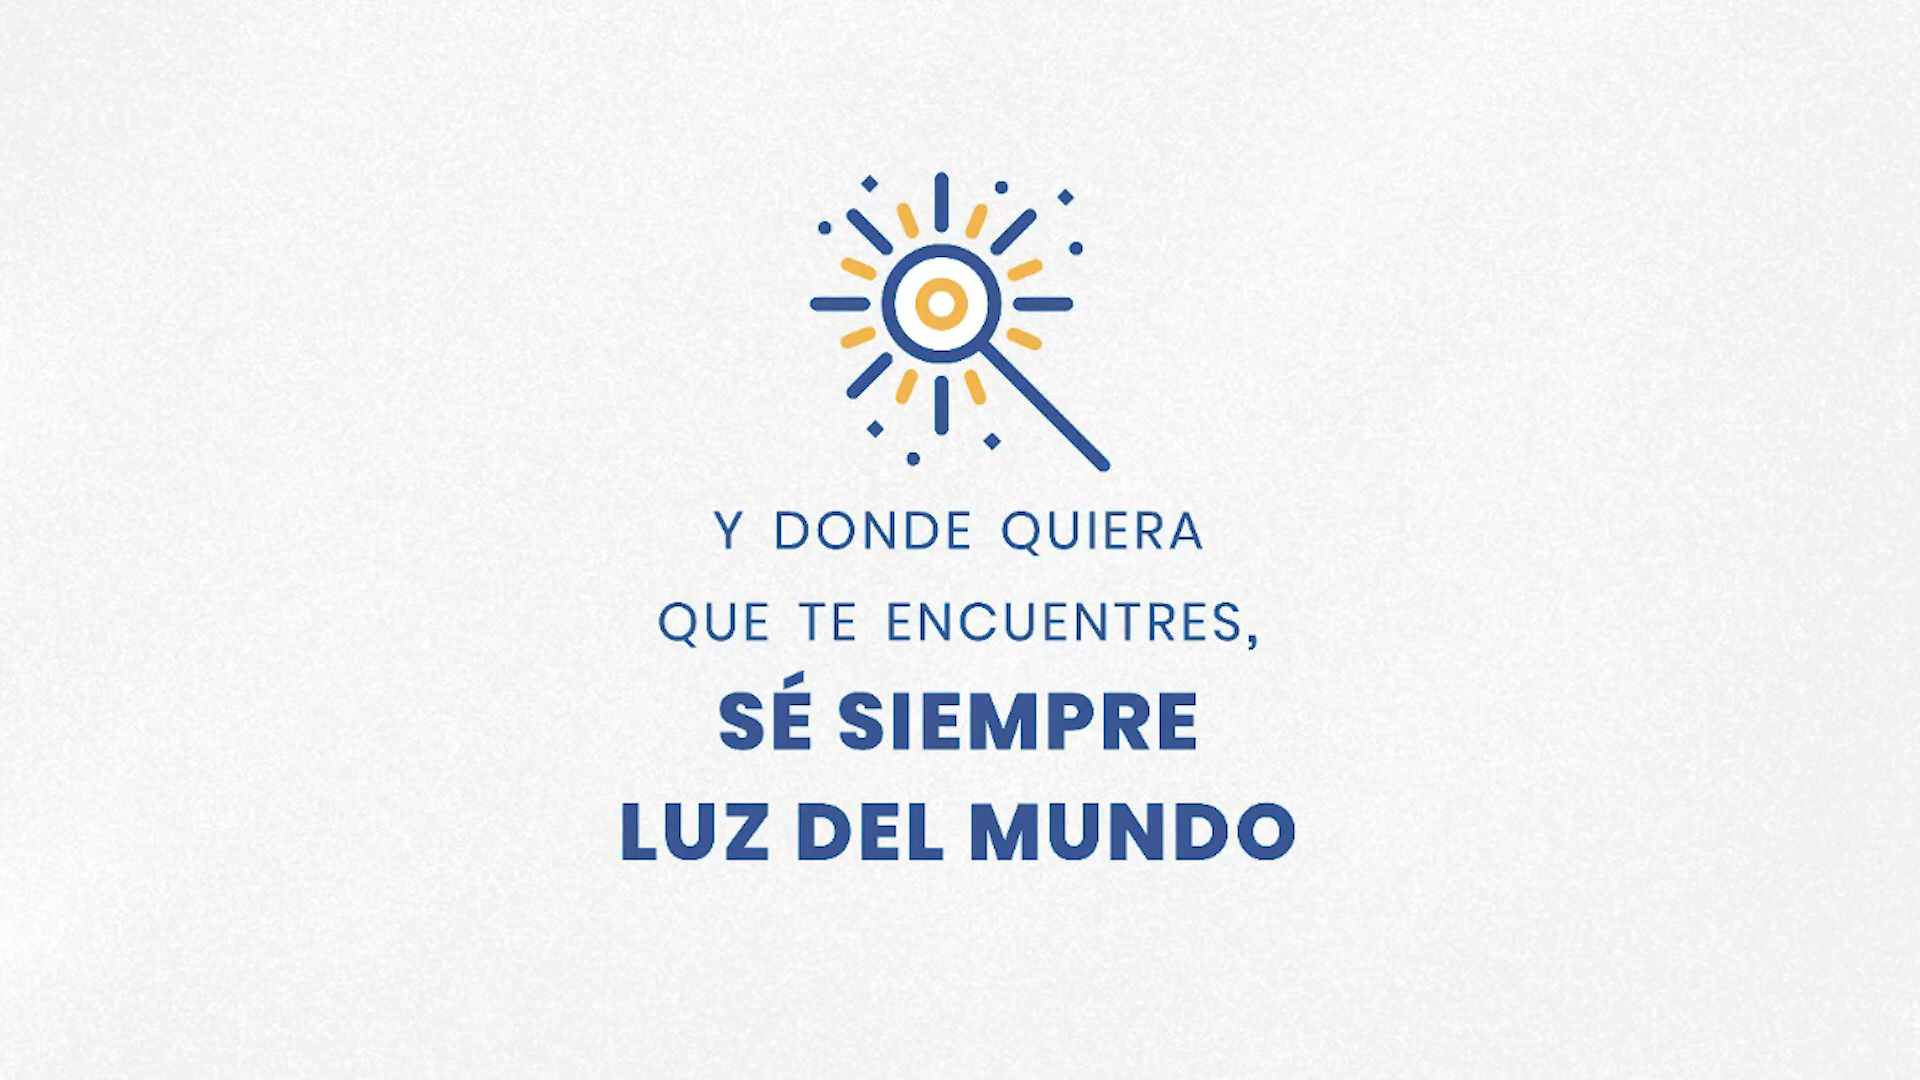 Y DONDE QUIERA
QUE TE ENCUENTRES,
SÉ SIEMPRE
LUZ DEL MUNDO